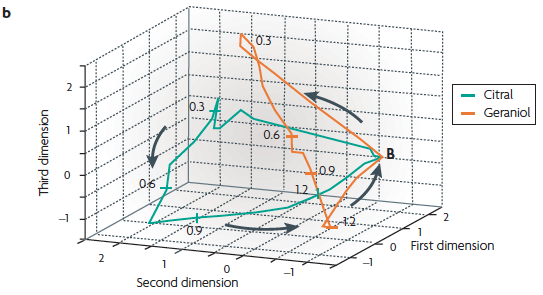 b
Third dimension
2
1
0
−1
0.3
0.3
0.6
0.6
0.9
0.9
1.2
1.2
B
Citral
Geraniol
2
1
0
−1
Second dimension
−1
0
1
2
First dimension